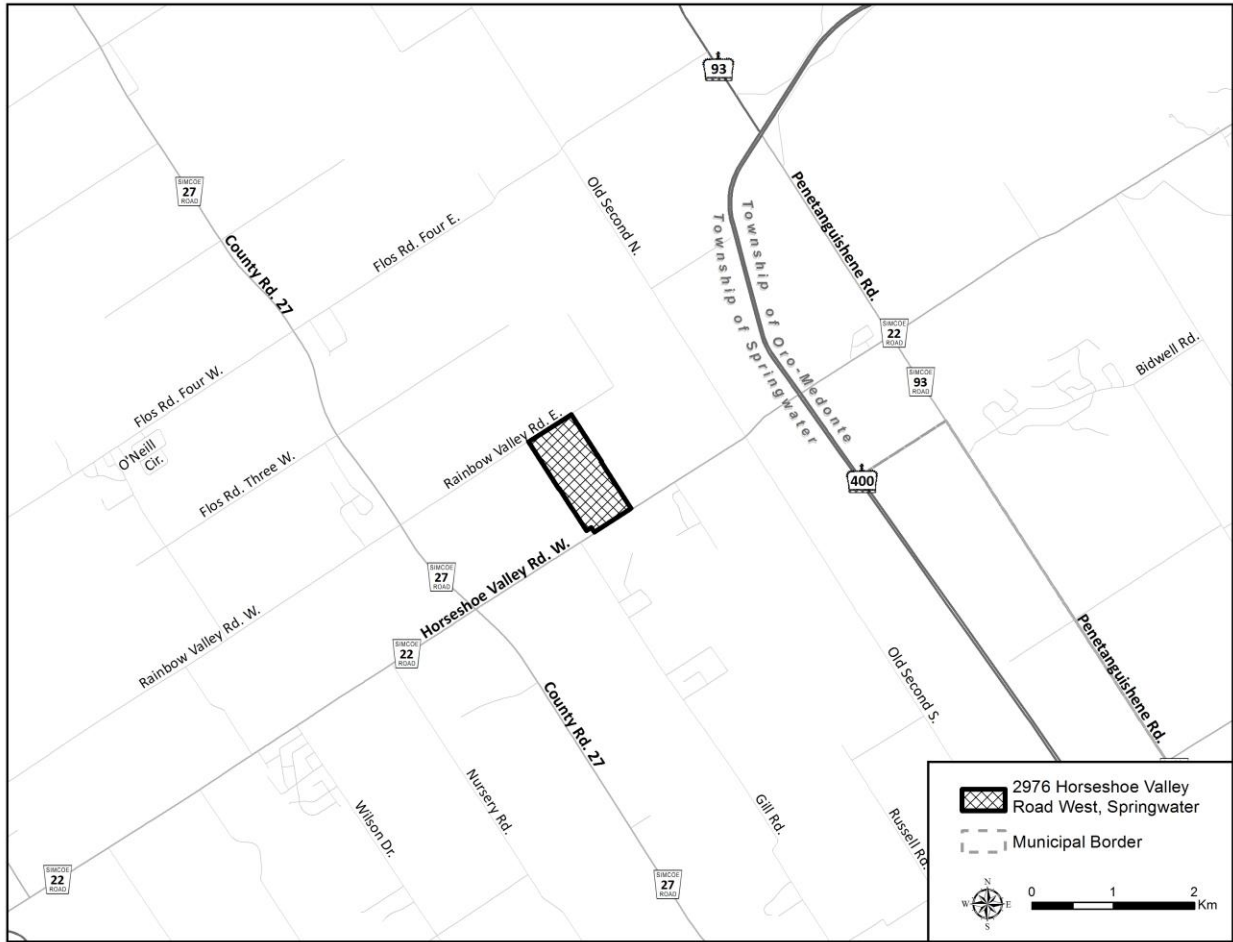 93
SIMCOE
27
ROAD
Old Second N.
Penetanguishene Rd.
Township of Oro-Medonte
Township of Springwater
County Rd. 27
Flos Rd. Four E.
SIMCOE
22
ROAD
SIMCOE
93
ROAD
Bidwell Rd.
Flos Rd. Four W.
O'Neill
Cir.
Rainbow Valley Rd. E.
Flos Rd. Three W.
400
Horseshoe Valley Rd. W.
SIMCOE
27
ROAD
Rainbow Valley Rd. W.
SIMCOE
22
ROAD
Old Second S.
Penetanguishene Rd.
County Rd. 27
Nursery Rd.
Wilson Dr.
Gill Rd.
Russell Rd.
SIMCOE
22
ROAD
SIMCOE
27
ROAD
2976 Horseshoe Valley
Road West, Springwater
Municipal Border
N
W E
S
0 1 2
Km